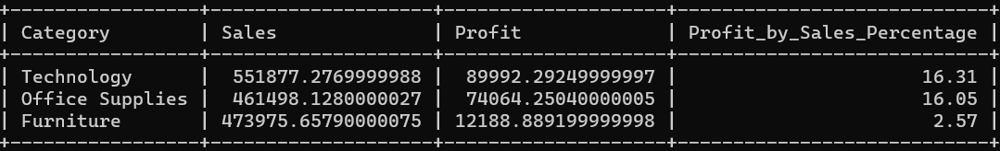 +-----------------+---------------------+---------------------+-----------------------------+
| Category        | Sales               | Profit              | Profit_by_Sales_Percentage |
+-----------------+---------------------+---------------------+-----------------------------+
| Technology      |  551877.2769999988 |  89992.29249999997 |                      16.31 |
| Office Supplies |  461498.1280000027 |  74064.25040000005 |                      16.05 |
| Furniture       | 473975.65790000075 | 12188.889199999998 |                       2.57 |
+-----------------+---------------------+---------------------+-----------------------------+